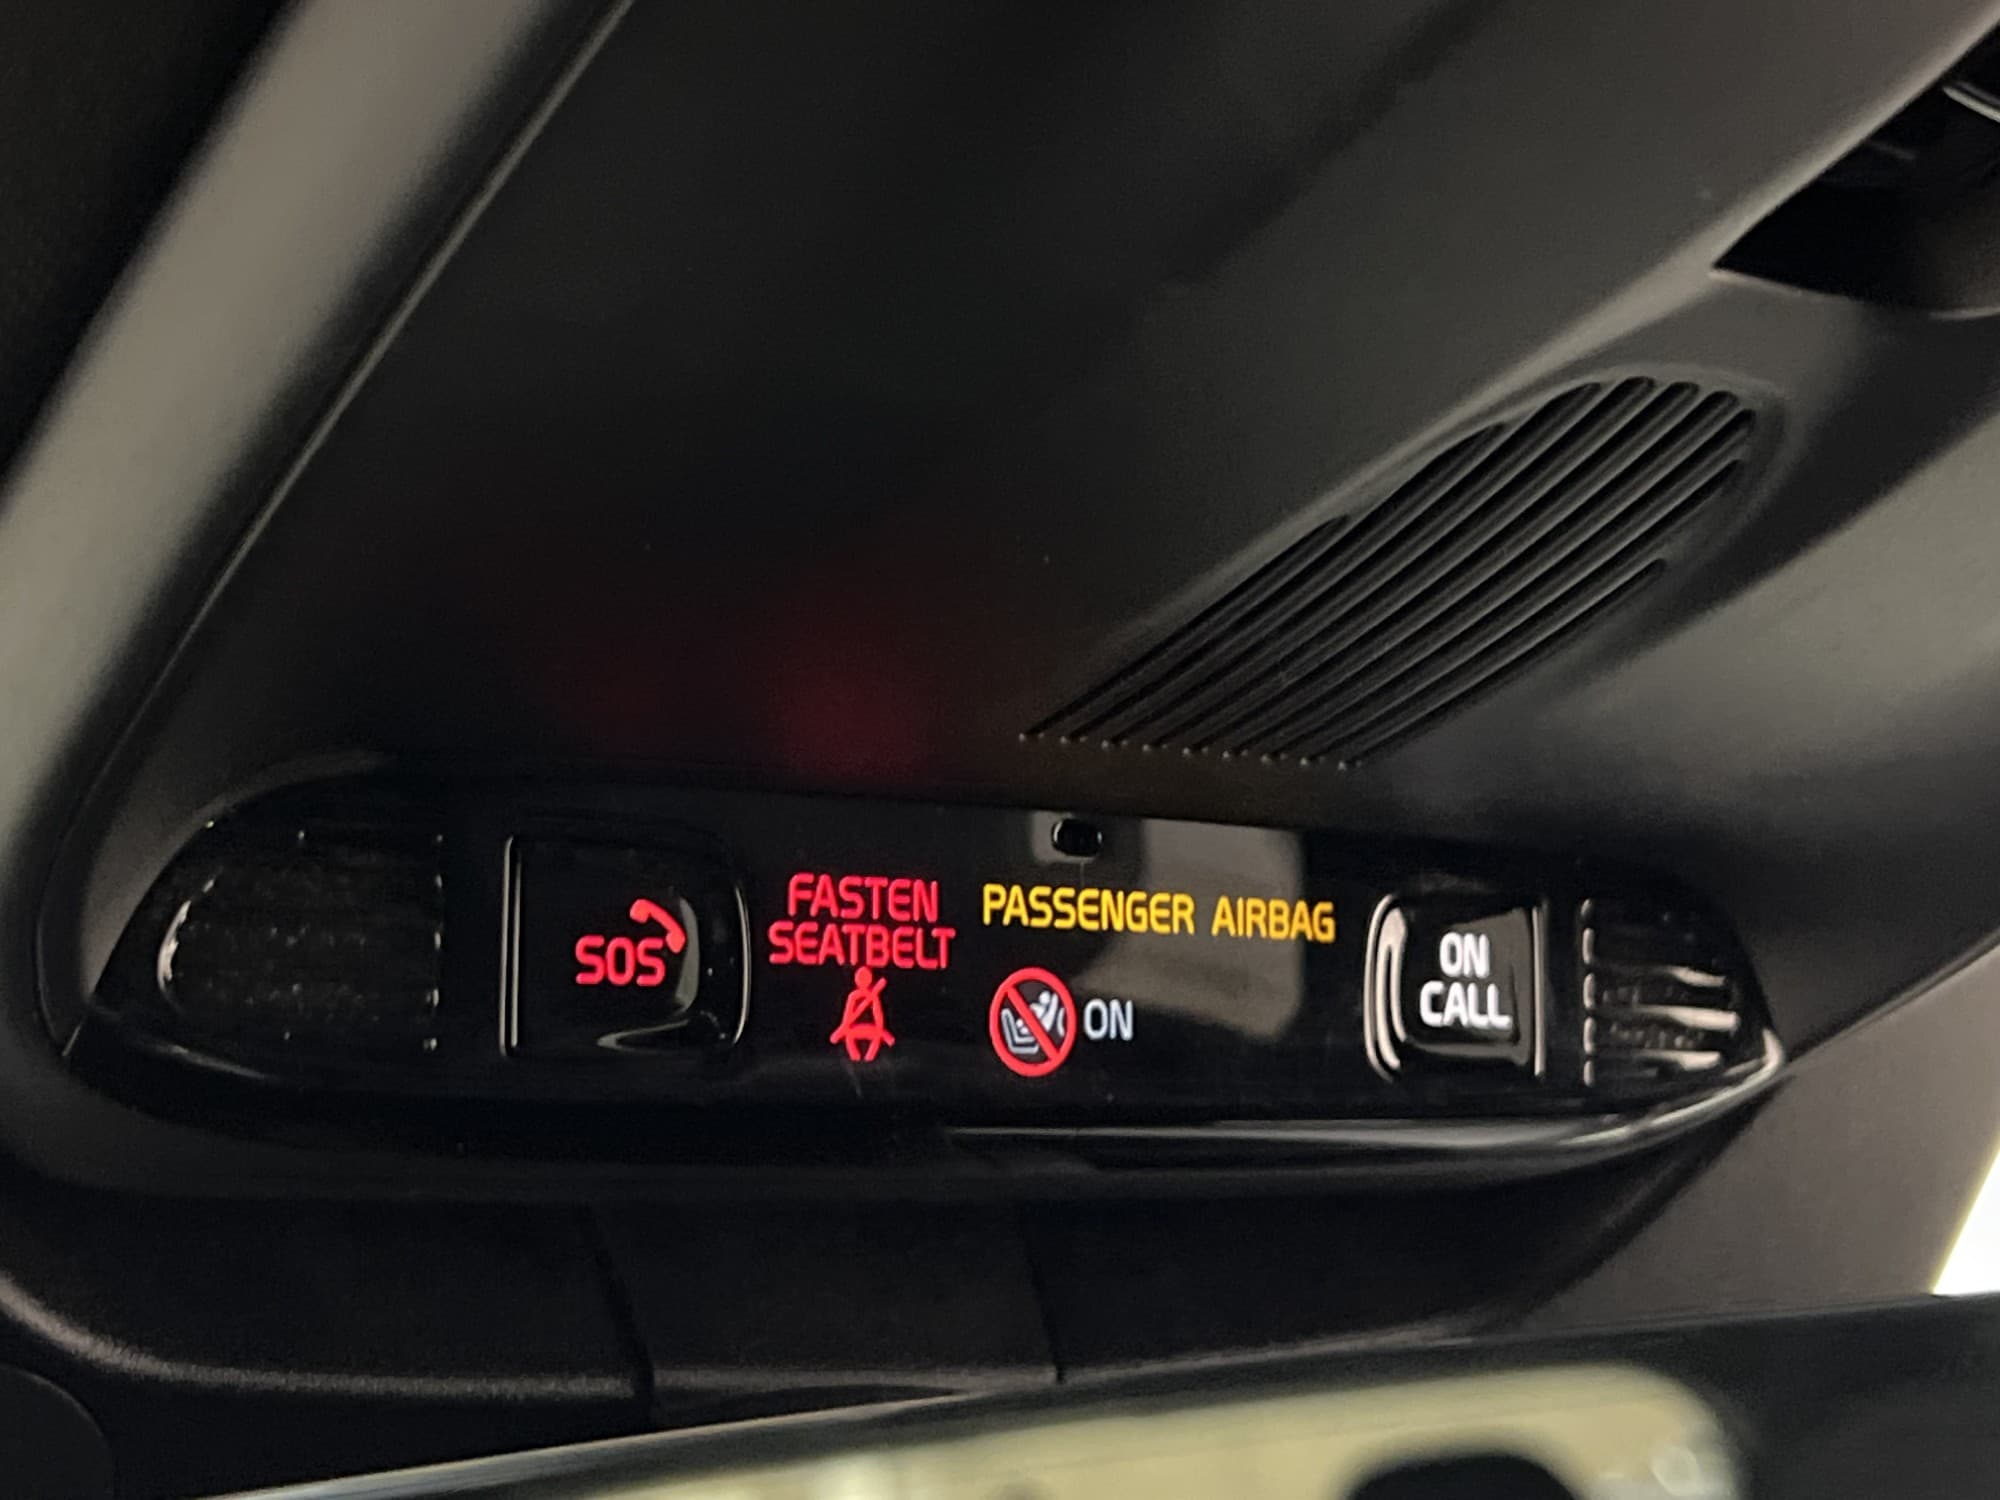 SOS
FASTEN
SEATBELT
PASSENGER AIRBAG
ON
ON
CALL